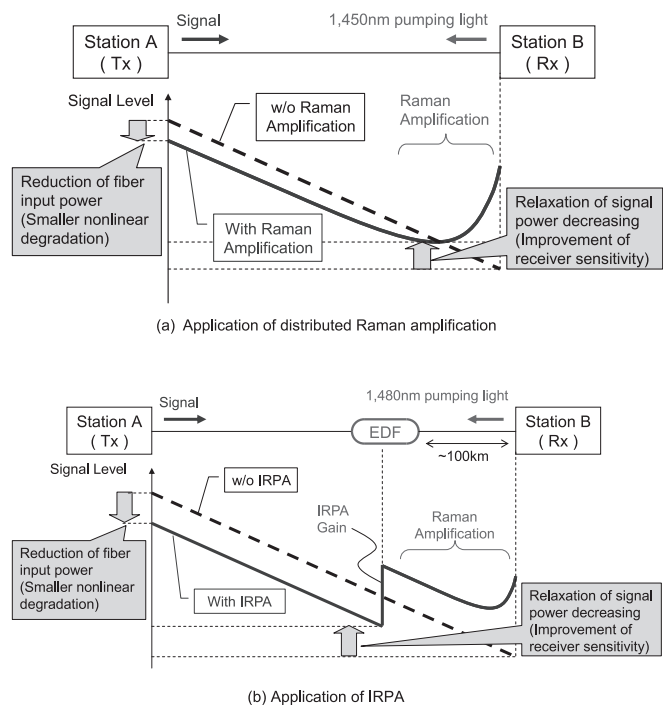 Signal
1,450nm pumping light
Station A
( Tx )
Station B
( Rx )
Signal Level
w/o Raman
Amplification
Raman
Amplification
Reduction of fiber
input power
(Smaller nonlinear
degradation)
With Raman
Amplification
Relaxation of signal
power decreasing
(Improvement of
receiver sensitivity)
(a) Application of distributed Raman amplification
Signal
1,480nm pumping light
Station A
( Tx )
EDF
Station B
( Rx )
~100km
Signal Level
w/o IRPA
IRPA
Gain
Raman
Amplification
Reduction of fiber
input power
(Smaller nonlinear
degradation)
With IRPA
Relaxation of signal
power decreasing
(Improvement of
receiver sensitivity)
(b) Application of IRPA